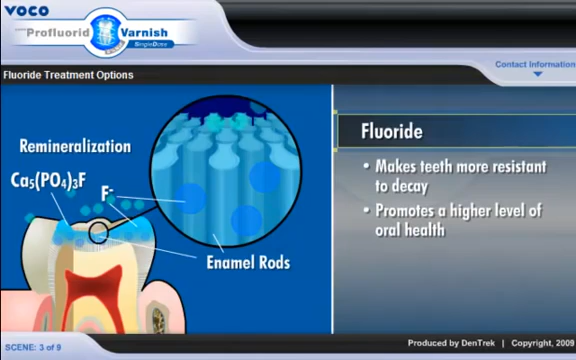 VOCO
Profluorid Varnish
SingleDose
Contact Information
Fluoride Treatment Options
Remineralization
Ca₅(PO₄)₃F
F⁻
Enamel Rods
Fluoride
• Makes teeth more resistant
to decay
• Promotes a higher level of
oral health
SCENE: 3 of 9
Produced by DenTrek | Copyright, 2009